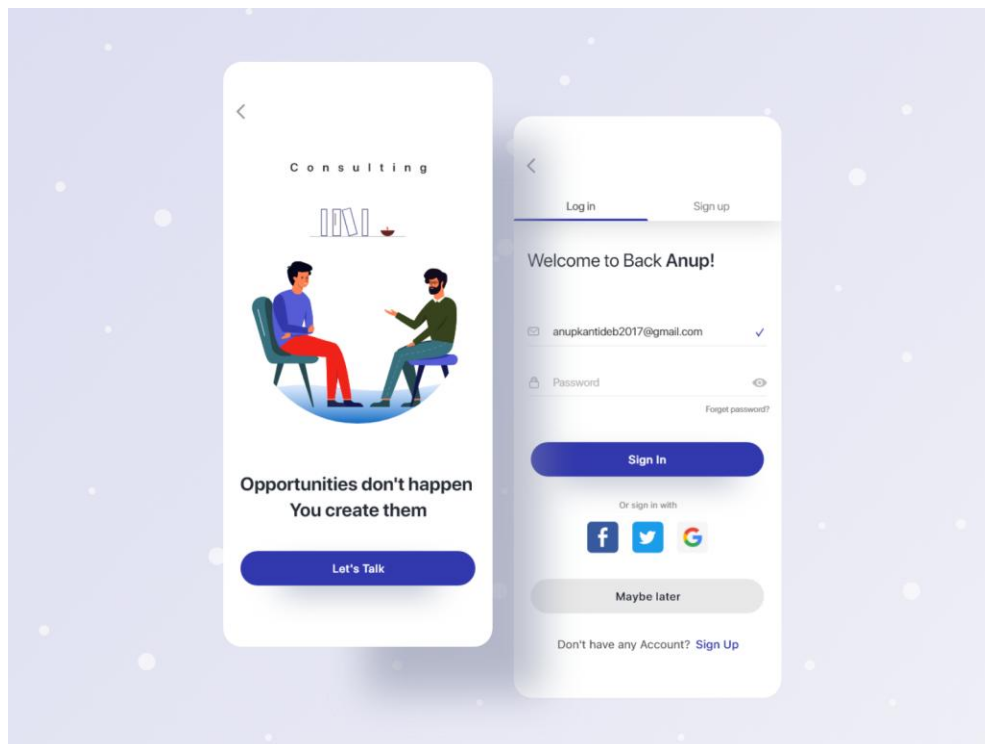 Consulting
Opportunities don't happen
You create them
Let's Talk
Log in
Sign up
Welcome to Back Anup!
anupkantideb2017@gmail.com
Password
Forget password?
Sign In
Or sign in with
Maybe later
Don't have any Account? Sign Up